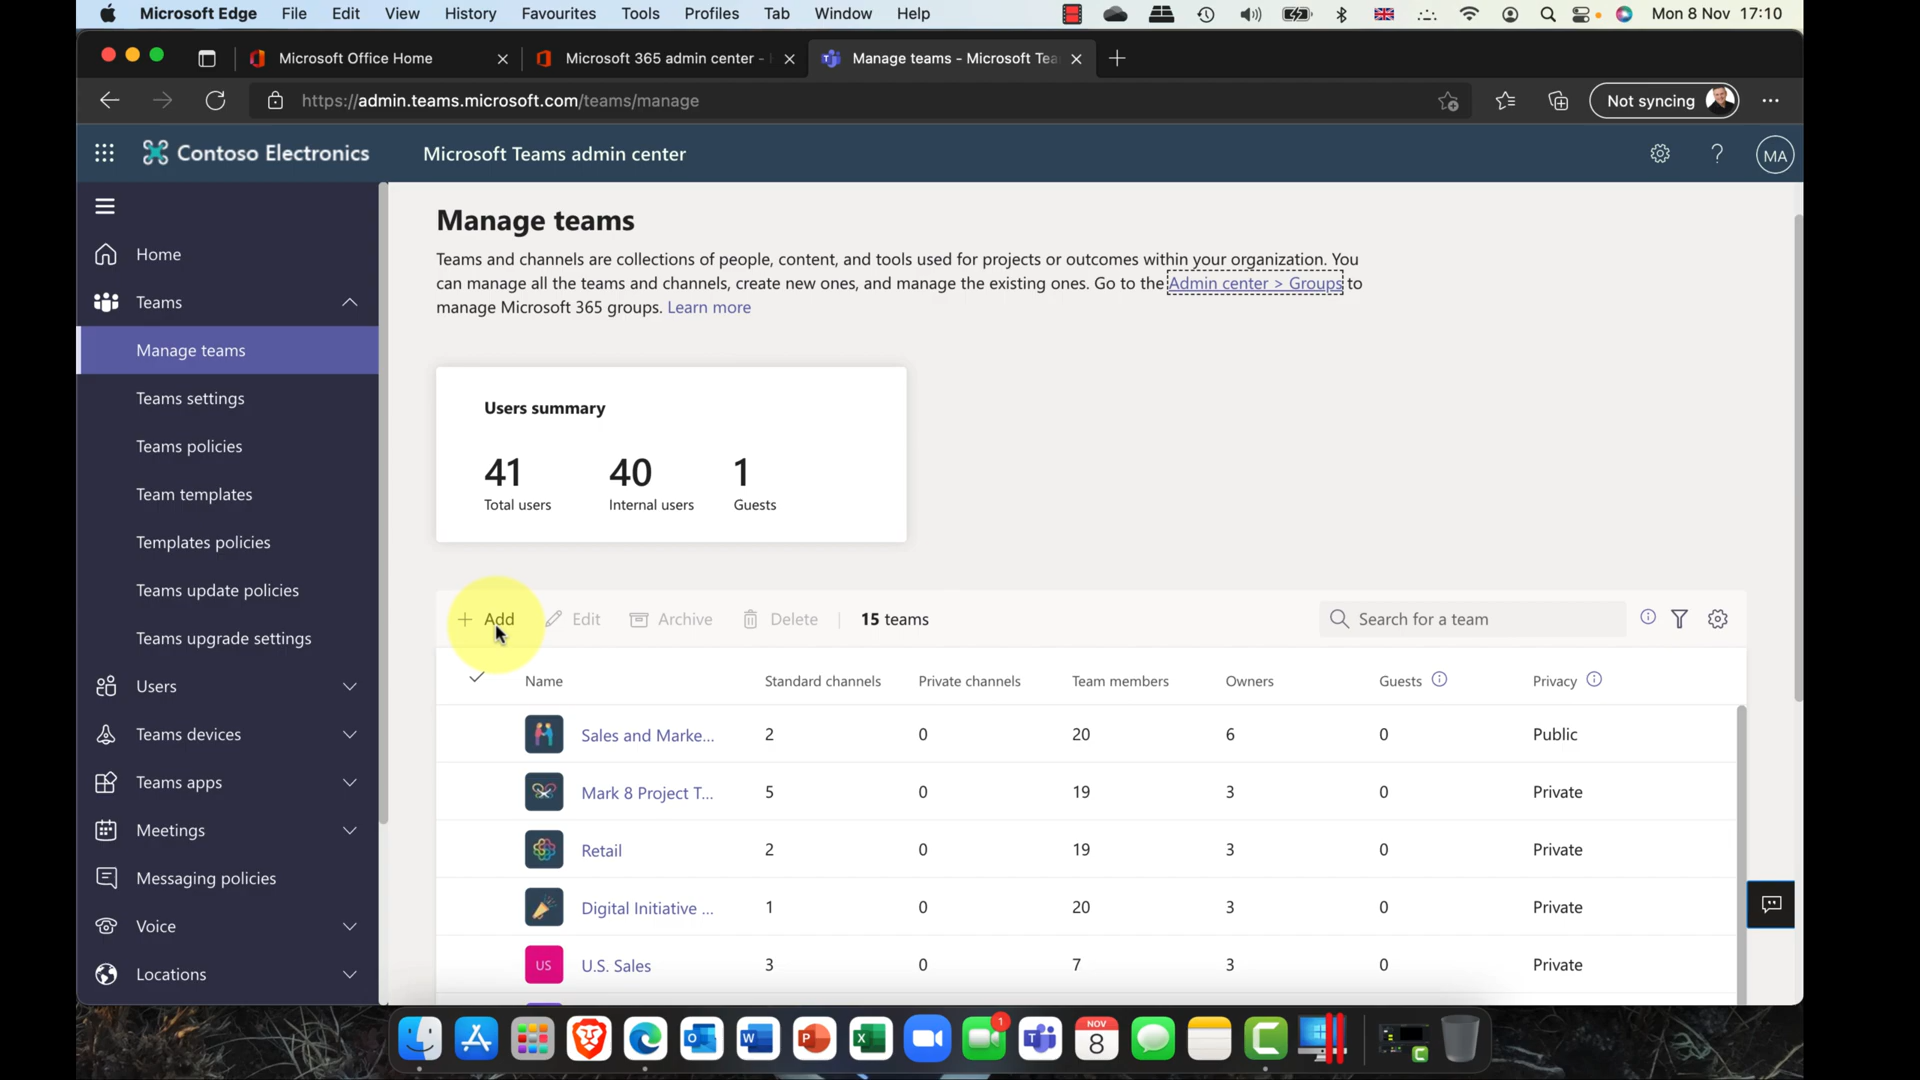 Microsoft Edge File Edit View History Favourites Tools Profiles Tab Window Help Mon 8 Nov 17:10
Microsoft Office Home Microsoft 365 admin center - Manage teams - Microsoft Tea
https://admin.teams.microsoft.com/teams/manage Not syncing
Contoso Electronics Microsoft Teams admin center ? MA
Home
Teams
Manage teams
Teams settings
Teams policies
Team templates
Templates policies
Teams update policies
Teams upgrade settings
Users
Teams devices
Teams apps
Meetings
Messaging policies
Voice
Locations
Manage teams
Teams and channels are collections of people, content, and tools used for projects or outcomes within your organization. You
can manage all the teams and channels, create new ones, and manage the existing ones. Go to the Admin center > Groups to
manage Microsoft 365 groups. Learn more
Users summary
41 40 1
Total users Internal users Guests
+ Add Edit Archive Delete 15 teams Search for a team
Name Standard channels Private channels Team members Owners Guests Privacy
Sales and Marke... 2 0 20 6 0 Public
Mark 8 Project T... 5 0 19 3 0 Private
Retail 2 0 19 3 0 Private
Digital Initiative ... 1 0 20 3 0 Private
US U.S. Sales 3 0 7 3 0 Private
1 NOV
8